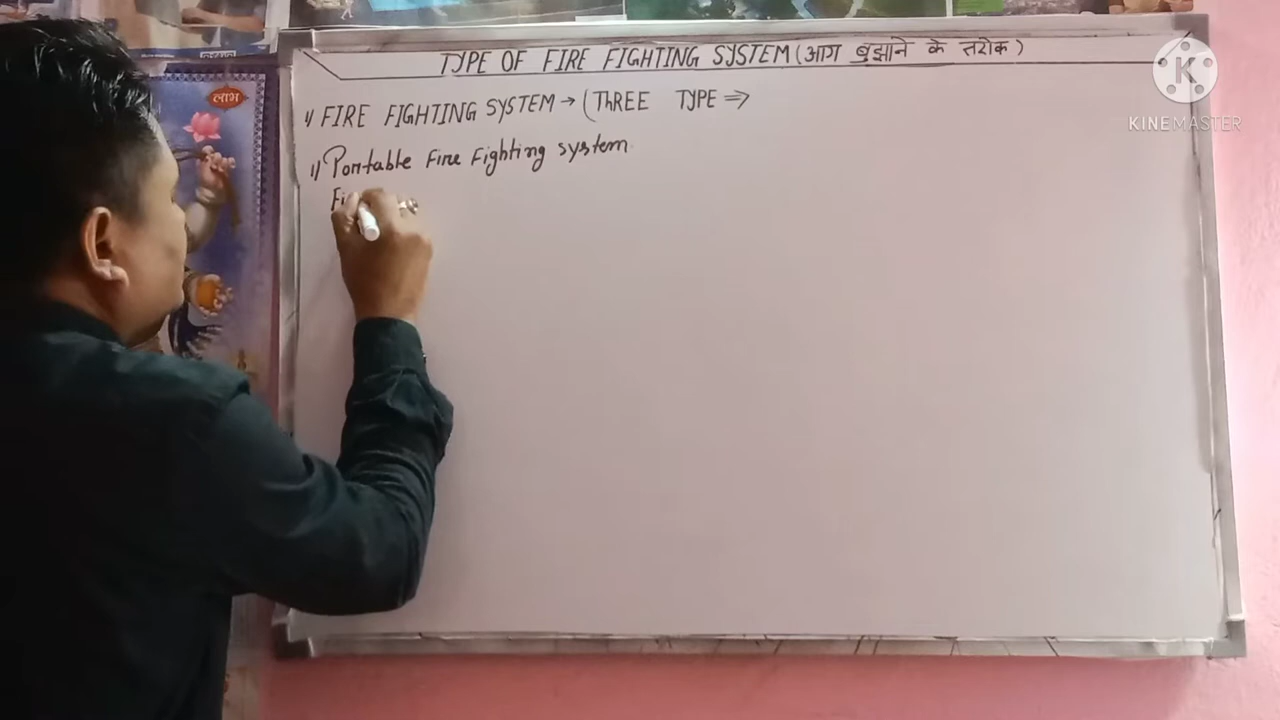 लाभ
TYPE OF FIRE FIGHTING SYSTEM (आग बुझाने के तरीके)
1) FIRE FIGHTING SYSTEM → (ThREE TYPE ⇒
1) Portable Fire Fighting system
Fi
KINEMASTER